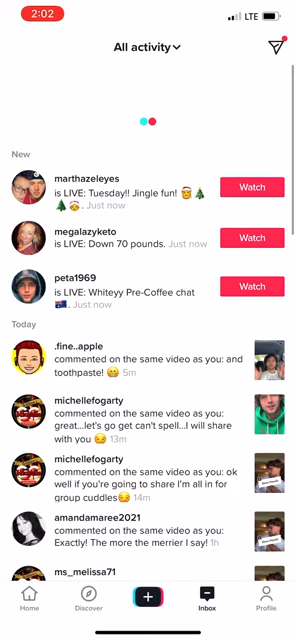 2:02
LTE
All activity
New
marthazeleyes
is LIVE: Tuesday!! Jingle fun! 🎅🌲
🌲🤶. Just now
Watch
megalazyketo
is LIVE: Down 70 pounds. Just now
Watch
peta1969
is LIVE: Whiteyy Pre-Coffee chat
🇦🇺. Just now
Watch
Today
.fine..apple
commented on the same video as you: and
toothpaste! 😁 5m
michellefogarty
commented on the same video as you:
great...let's go get can't spell...I will share
with you 😏 13m
michellefogarty
commented on the same video as you: ok
well if you're going to share I'm all in for
group cuddles😏 14m
amandamaree2021
commented on the same video as you:
Exactly! The more the merrier I say! 1h
ms_melissa71
Home
Discover
Inbox
Profile